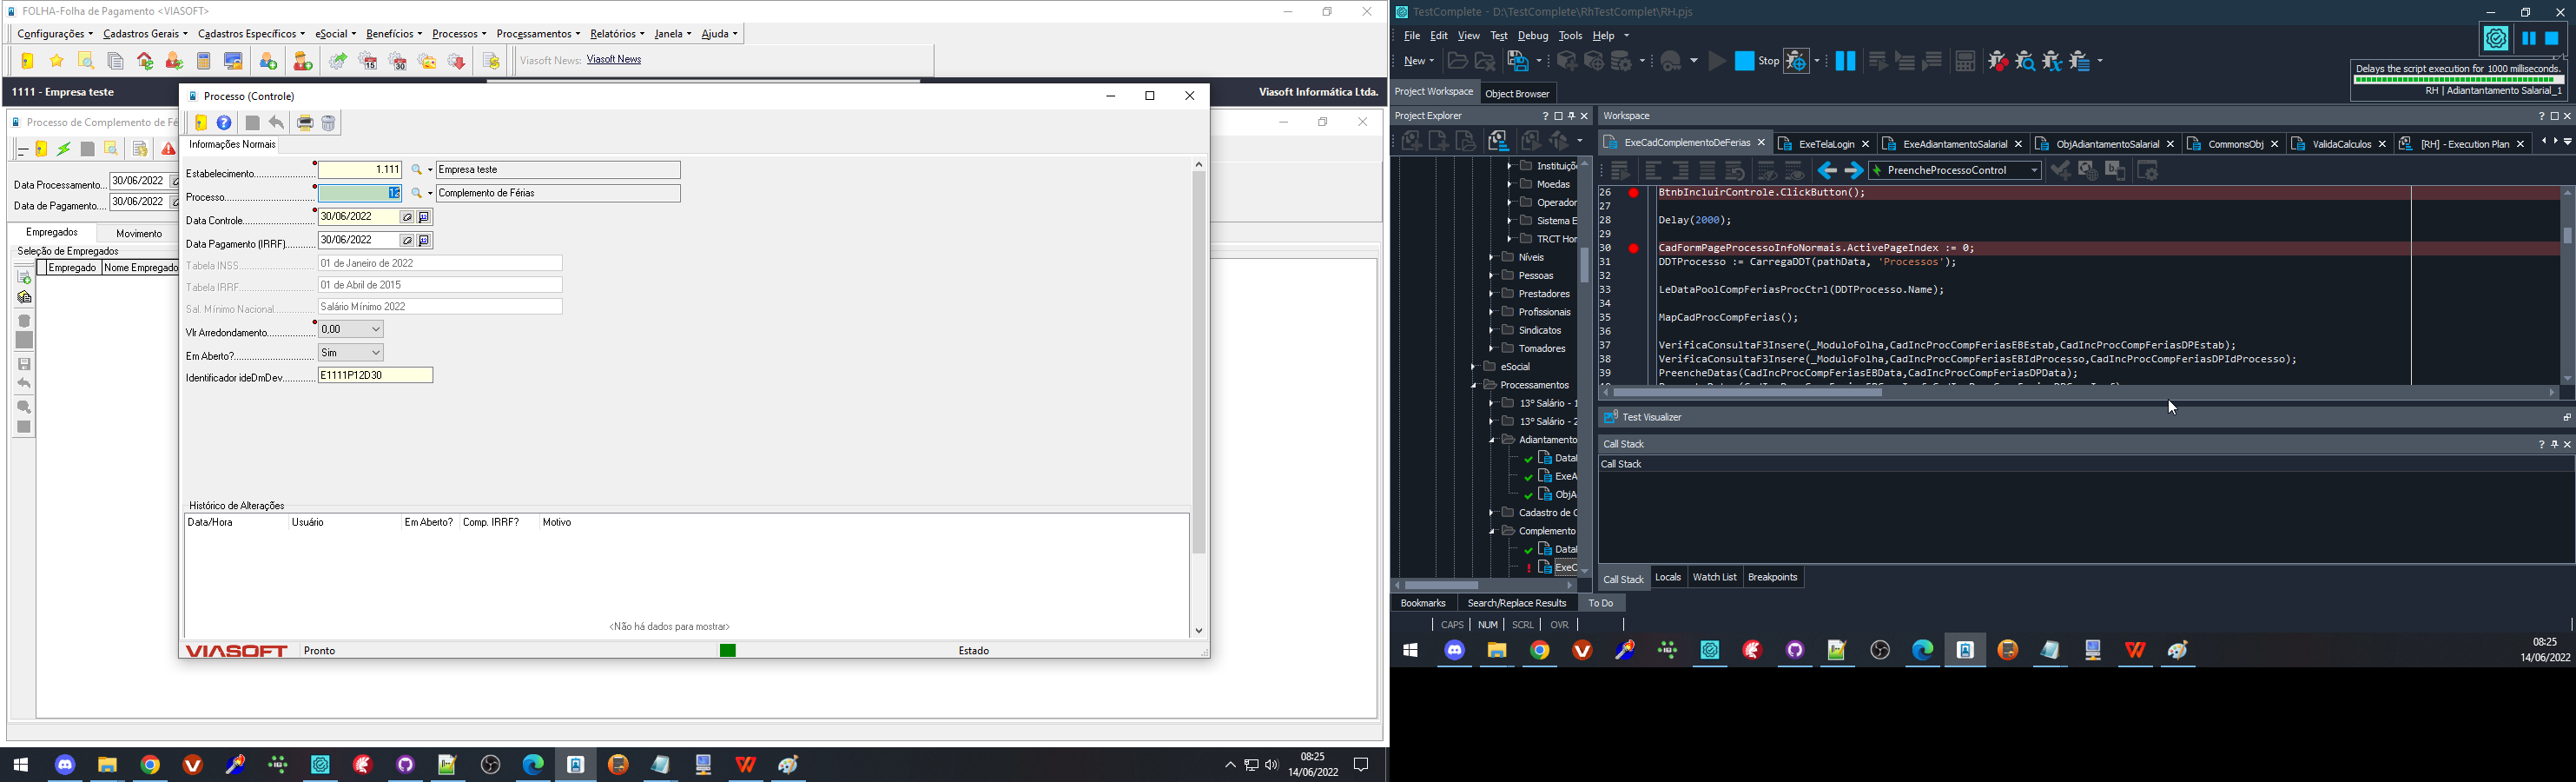 FOLHA-Folha de Pagamento <VIASOFT>
Configurações Cadastros Gerais Cadastros Específicos eSocial Benefícios Processos Processamentos Relatórios Janela Ajuda
15 30 Viasoft News: Viasoft News
1111 - Empresa teste
Viasoft Informática Ltda.
Processo de Complemento de Fé
Data Processamento... 30/06/2022
Data de Pagamento.... 30/06/2022
Empregados Movimento
Seleção de Empregados
Empregado Nome Empregado
Processo (Controle)
Informações Normais
Estabelecimento 1.111 Empresa teste
Processo 12 Complemento de Férias
Data Controle 30/06/2022
Data Pagamento (IRRF) 30/06/2022
Tabela INSS 01 de Janeiro de 2022
Tabela IRRF 01 de Abril de 2015
Sal. Mínimo Nacional Salário Mínimo 2022
Vlr Arredondamento 0,00
Em Aberto? Sim
Identificador ideDmDev E1111P12D30
Histórico de Alterações
Data/Hora Usuário Em Aberto? Comp. IRRF? Motivo
<Não há dados para mostrar>
VIASOFT Pronto Estado
08:25
14/06/2022
TestComplete - D:\TestComplete\RhTestComplet\RH.pjs
File Edit View Test Debug Tools Help
New Stop
Delays the script execution for 1000 milliseconds.
RH | Adiantantamento Salarial_1
Project Workspace Object Browser
Project Explorer
Workspace
ExeCadComplementoDeFerias ExeTelaLogin ExeAdiantamentoSalarial ObjAdiantamentoSalarial CommonsObj ValidaCalculos [RH] - Execution Plan
PreencheProcessoControl
Instituiçõ
Moedas
Operador
Sistema E
TRCT Hor
Níveis
Pessoas
Prestadores
Profissionais
Sindicatos
Tomadores
eSocial
Processamentos
13º Salário - 1
13º Salário - 2
Adiantamento
Datal
ExeA
ObjA
Cadastro de C
Complemento
Datal
ExeC
26 BtnbIncluirControle.ClickButton();
27
28 Delay(2000);
29
30 CadFormPageProcessoInfoNormais.ActivePageIndex := 0;
31 DDTProcesso := CarregaDDT(pathData, 'Processos');
32
33 LeDataPoolCompFeriasProcCtrl(DDTProcesso.Name);
34
35 MapCadProcCompFerias();
36
37 VerificaConsultaF3Insere(_ModuloFolha,CadIncProcCompFeriasEBEstab,CadIncProcCompFeriasDPEstab);
38 VerificaConsultaF3Insere(_ModuloFolha,CadIncProcCompFeriasEBIdProcesso,CadIncProcCompFeriasDPIdProcesso);
39 PreencheDatas(CadIncProcCompFeriasEBData,CadIncProcCompFeriasDPData);
Test Visualizer
Call Stack
Call Stack
Call Stack Locals Watch List Breakpoints
Bookmarks Search/Replace Results To Do
CAPS NUM SCRL OVR
08:25
14/06/2022